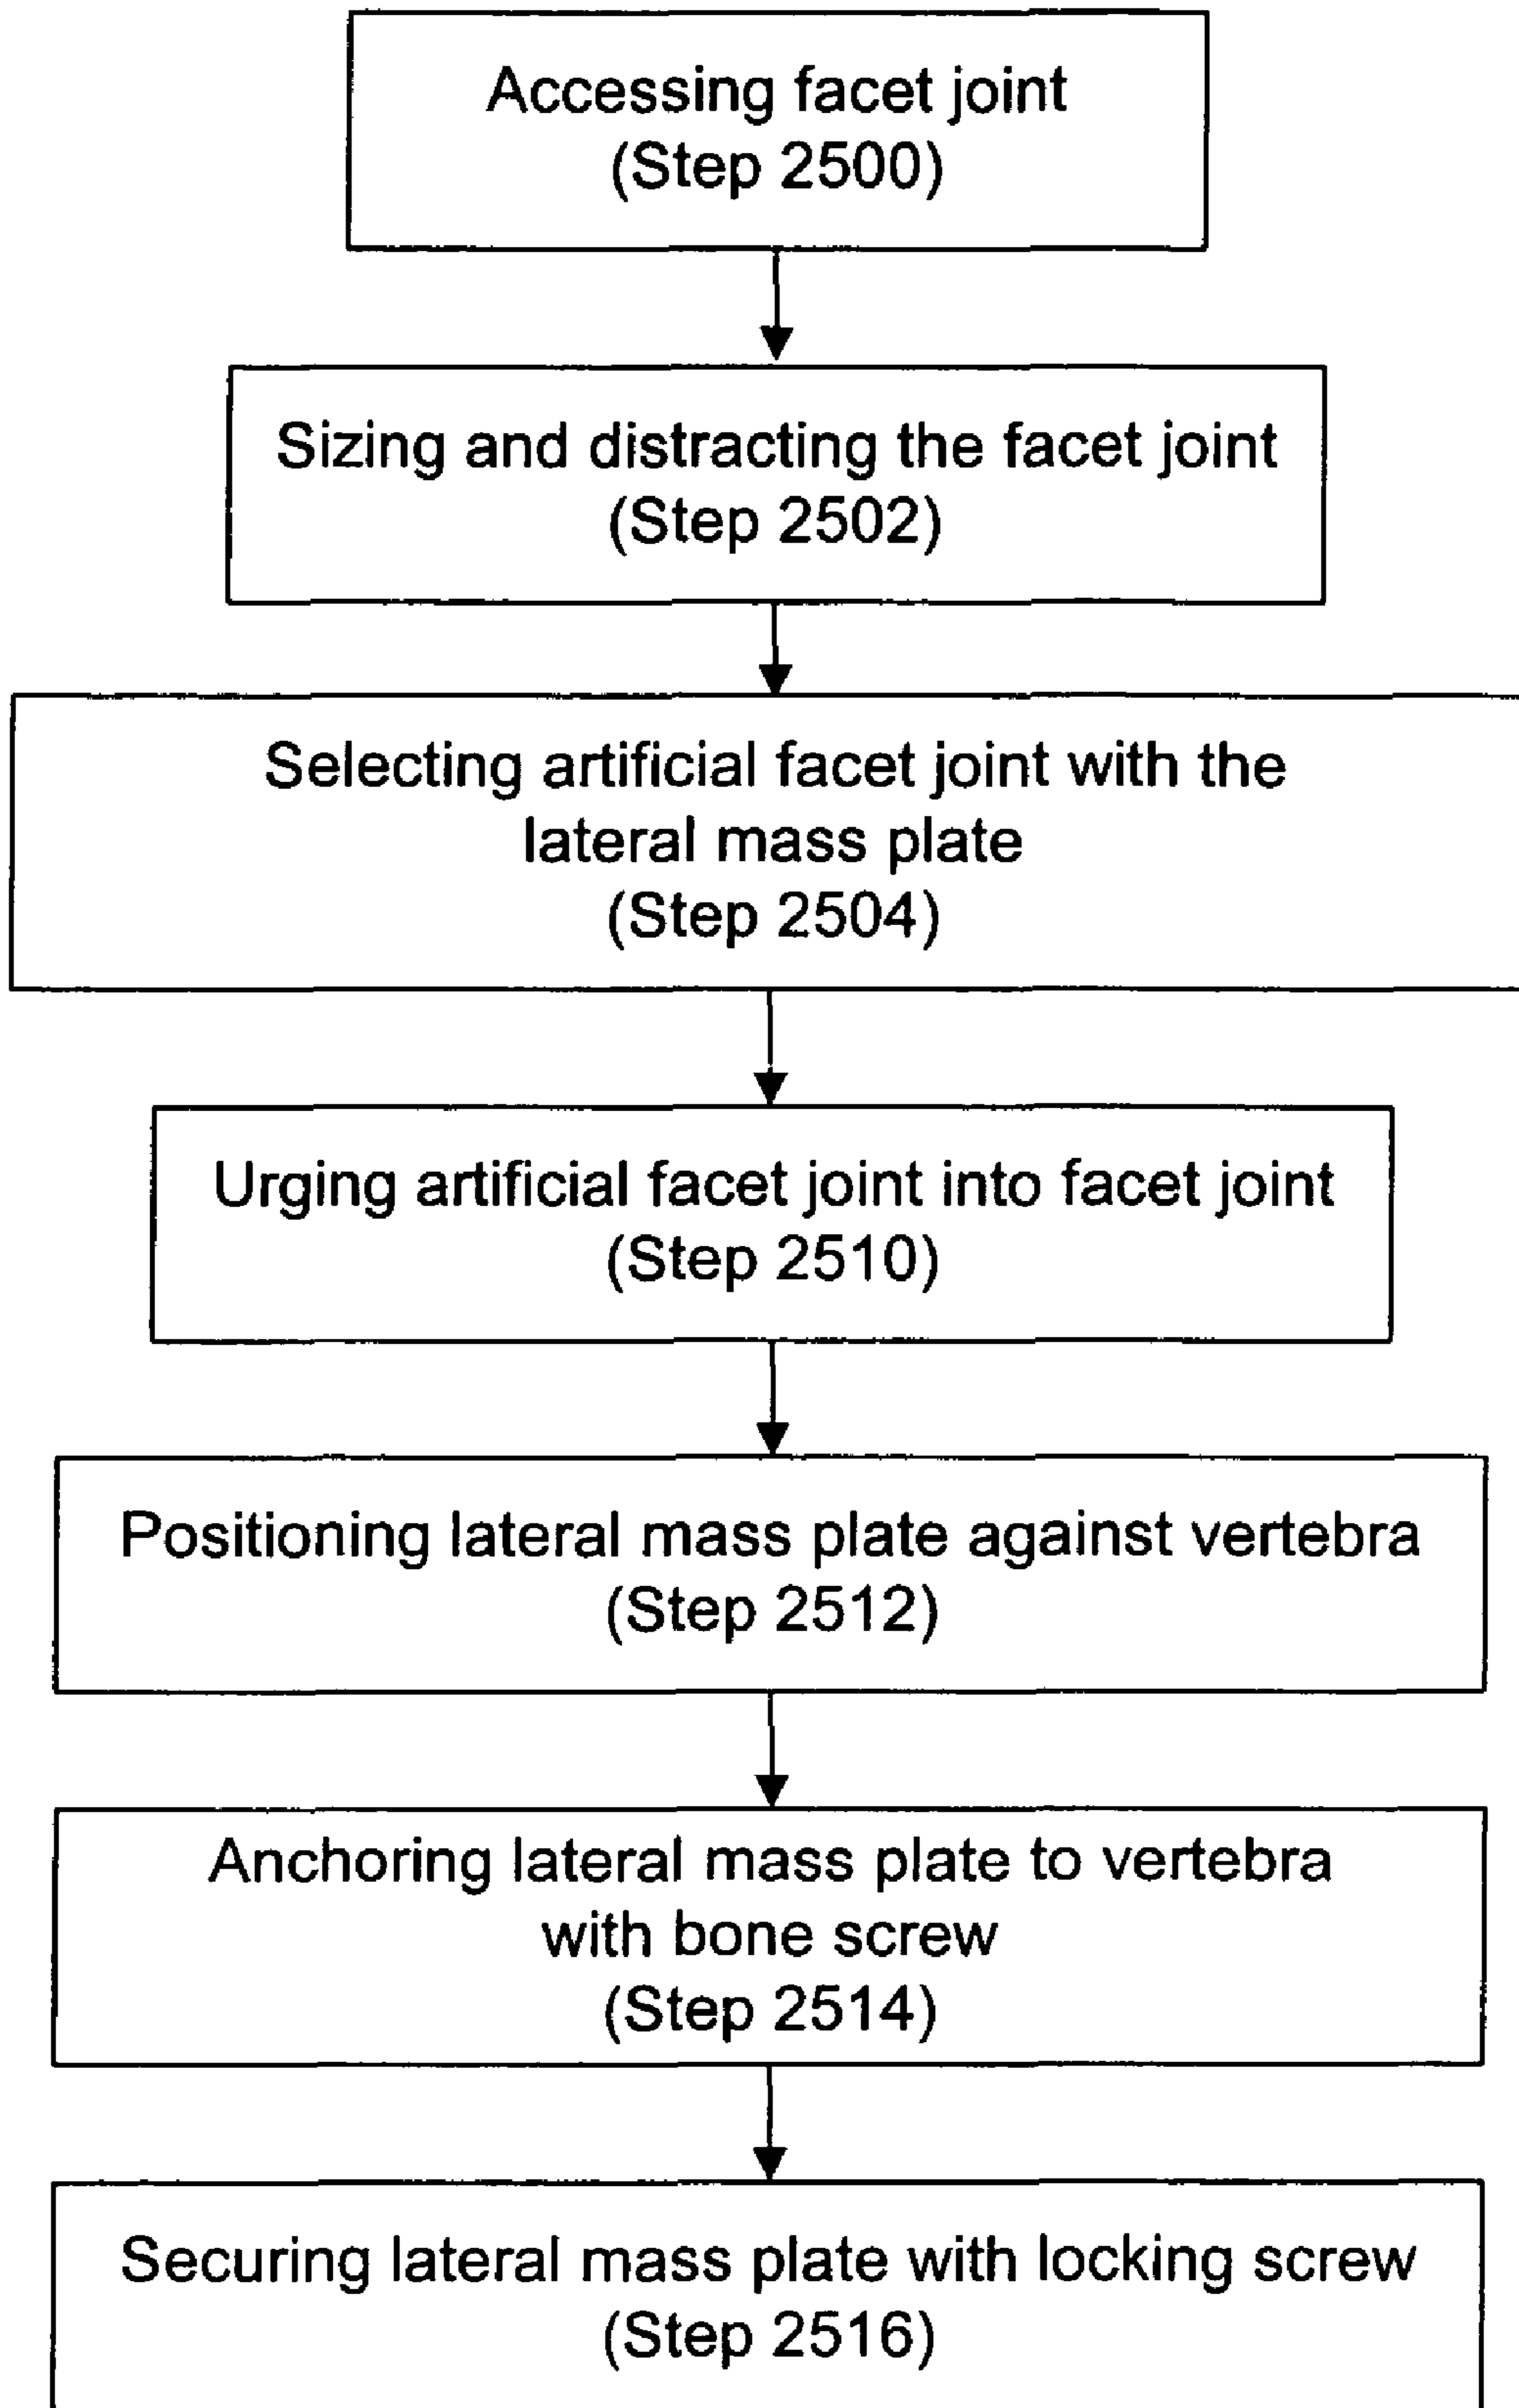 Accessing facet joint
(Step 2500)
Sizing and distracting the facet joint
(Step 2502)
Selecting artificial facet joint with the
lateral mass plate
(Step 2504)
Urging artificial facet joint into facet joint
(Step 2510)
Positioning lateral mass plate against vertebra
(Step 2512)
Anchoring lateral mass plate to vertebra
with bone screw
(Step 2514)
Securing lateral mass plate with locking screw
(Step 2516)